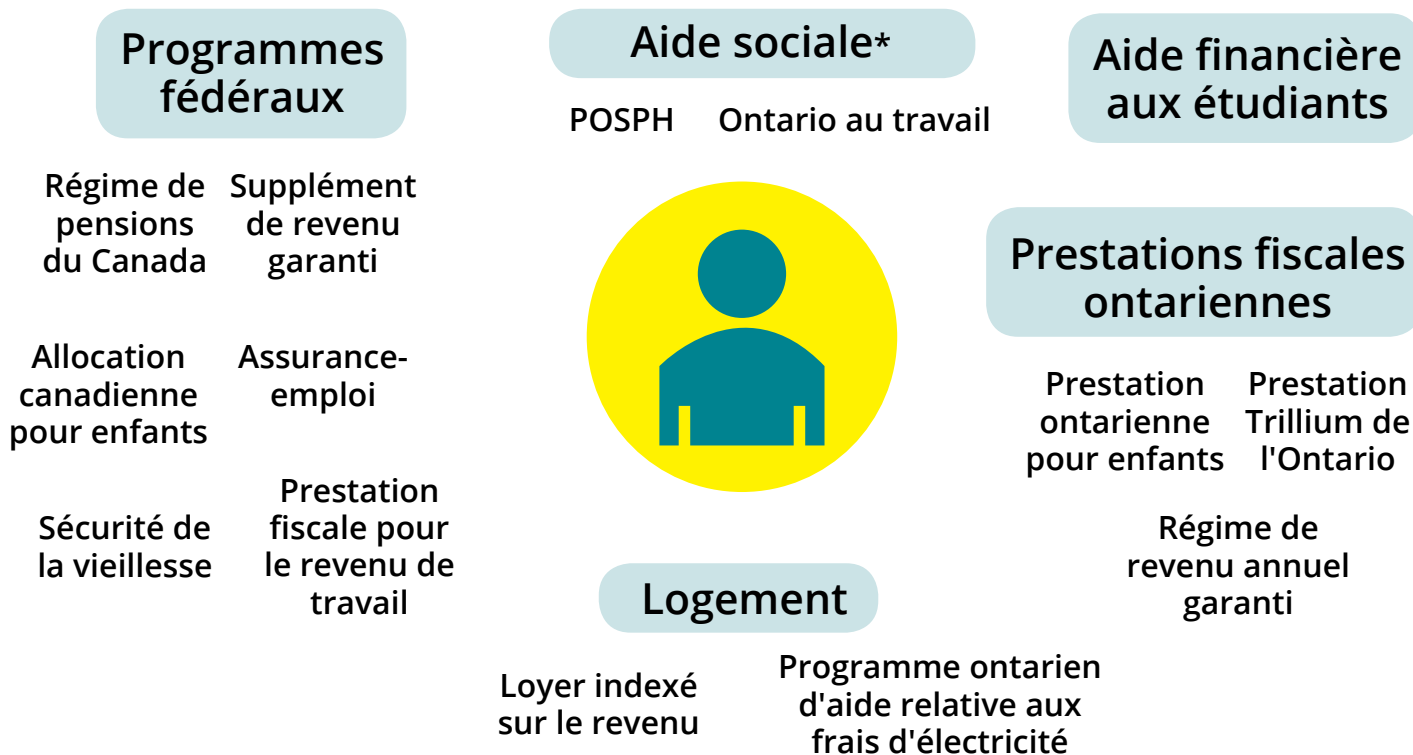 Programmes
fédéraux
Régime de
pensions
du Canada
Supplément
de revenu
garanti
Allocation
canadienne
pour enfants
Assurance-
emploi
Sécurité de
la vieillesse
Prestation
fiscale pour
le revenu de
travail
Aide sociale*
POSPH
Ontario au travail
Logement
Loyer indexé
sur le revenu
Programme ontarien
d'aide relative aux
frais d'électricité
Aide financière
aux étudiants
Prestations fiscales
ontariennes
Prestation
ontarienne
pour enfants
Prestation
Trillium de
l'Ontario
Régime de
revenu annuel
garanti